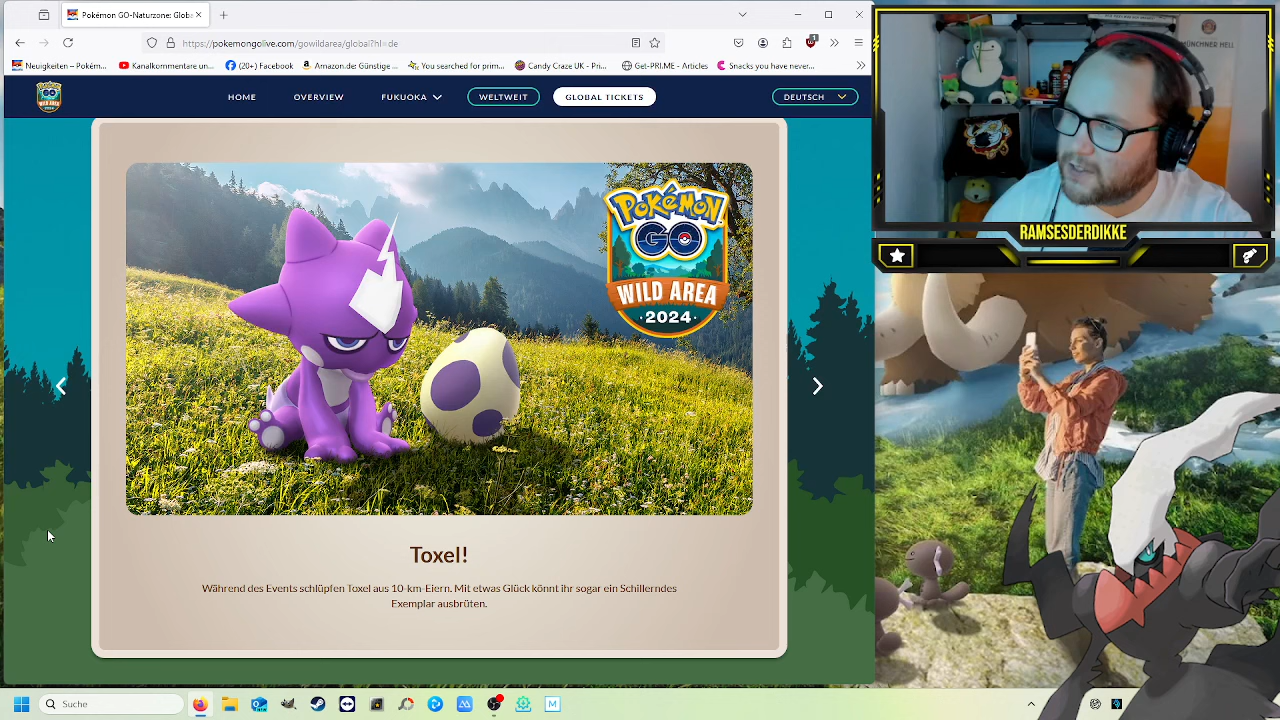 Pokémon GO-Naturzone: Globa
https://pokemongolive.com/gowildarea/global?hl=de
Neuigkeiten – Pokém...
Kanalkommentare un...
(20+) Facebook
Amazon.de Günstige ...
You searched for prim...
Candy Craze UK - Pri...
Get-PRI.ME - Articles
Snacks you have never...
HOME
OVERVIEW
FUKUOKA
WELTWEIT
GLOBAL TICKETS
DEUTSCH
POKÉMON
GO
WILD AREA
·2024·
Toxel!
Während des Events schlüpfen Toxel aus 10-km-Eiern. Mit etwas Glück könnt ihr sogar ein Schillerndes
Exemplar ausbrüten.
MÜNCHNER HELL
RAMSESDERDIKKE
Suche